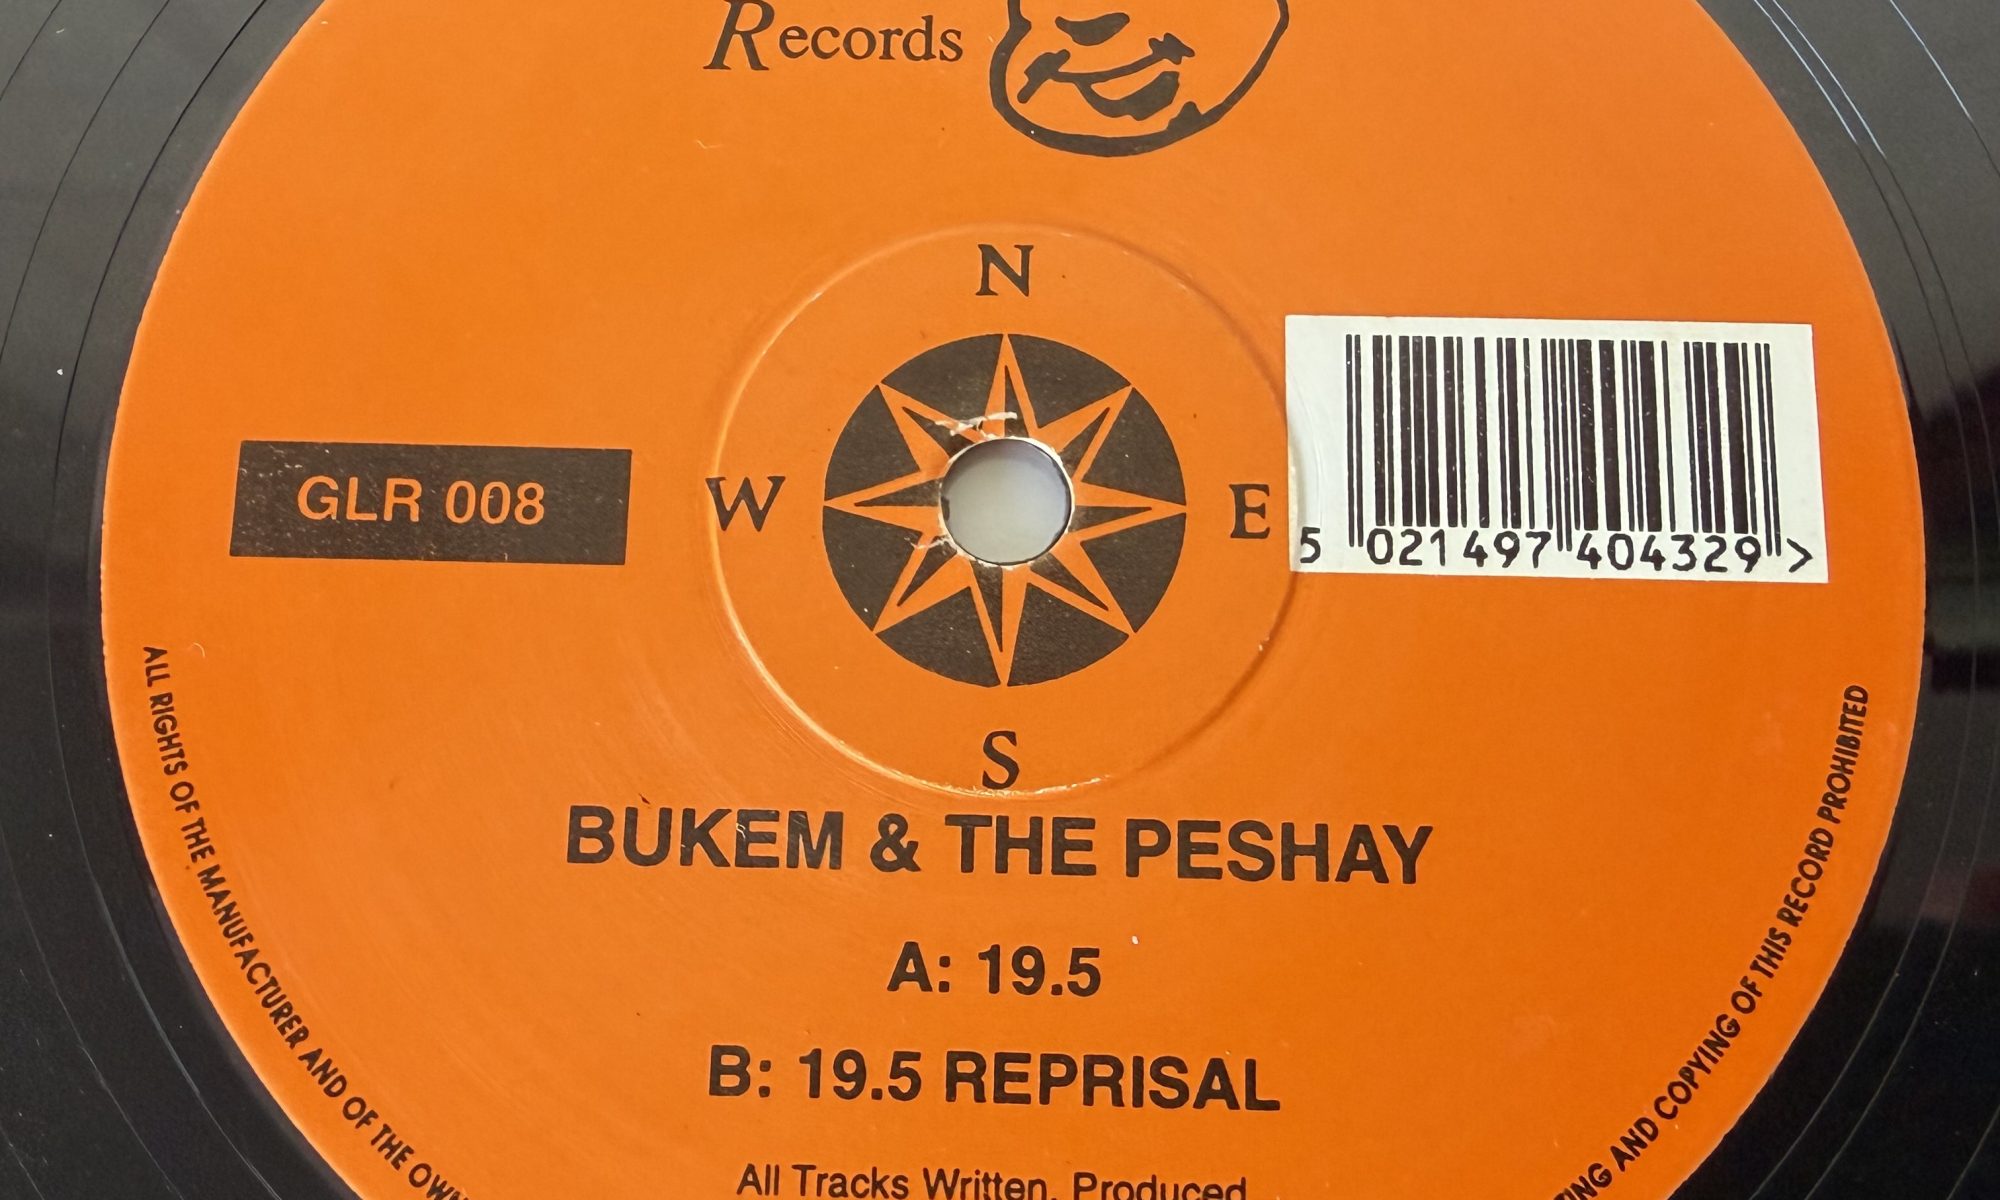 Records
N
W
E
S
GLR 008
5 021497 404329 >
BUKEM & THE PESHAY
A: 19.5
B: 19.5 REPRISAL
All Tracks Written, Produced
ALL RIGHTS OF THE MANUFACTURER AND OF THE
AND COPYING OF THIS RECORD PROHIBITED